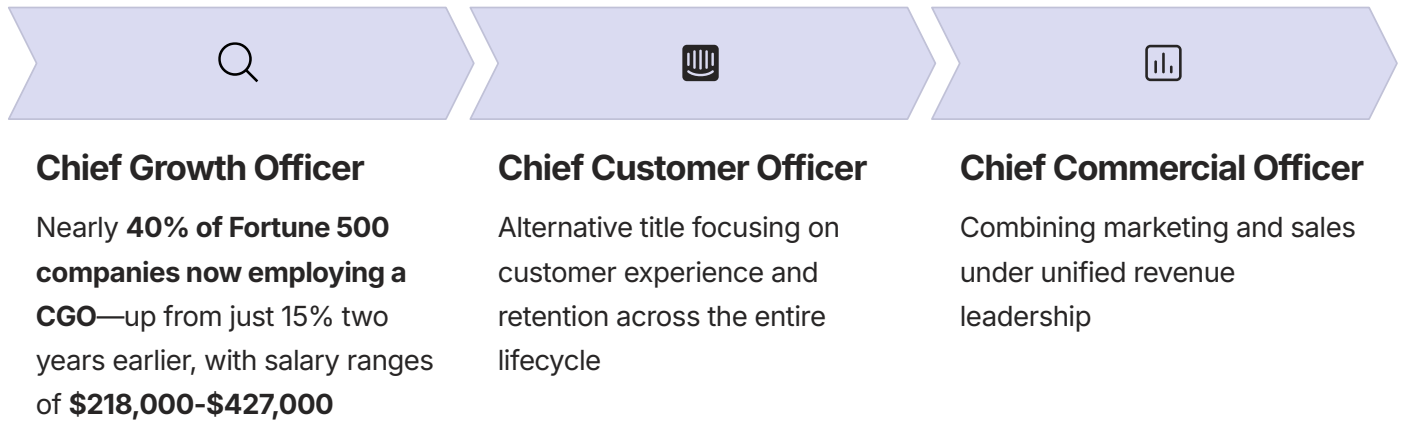 Chief Growth Officer
Nearly 40% of Fortune 500
companies now employing a
CGO—up from just 15% two
years earlier, with salary ranges
of $218,000-$427,000
Chief Customer Officer
Alternative title focusing on
customer experience and
retention across the entire
lifecycle
Chief Commercial Officer
Combining marketing and sales
under unified revenue
leadership